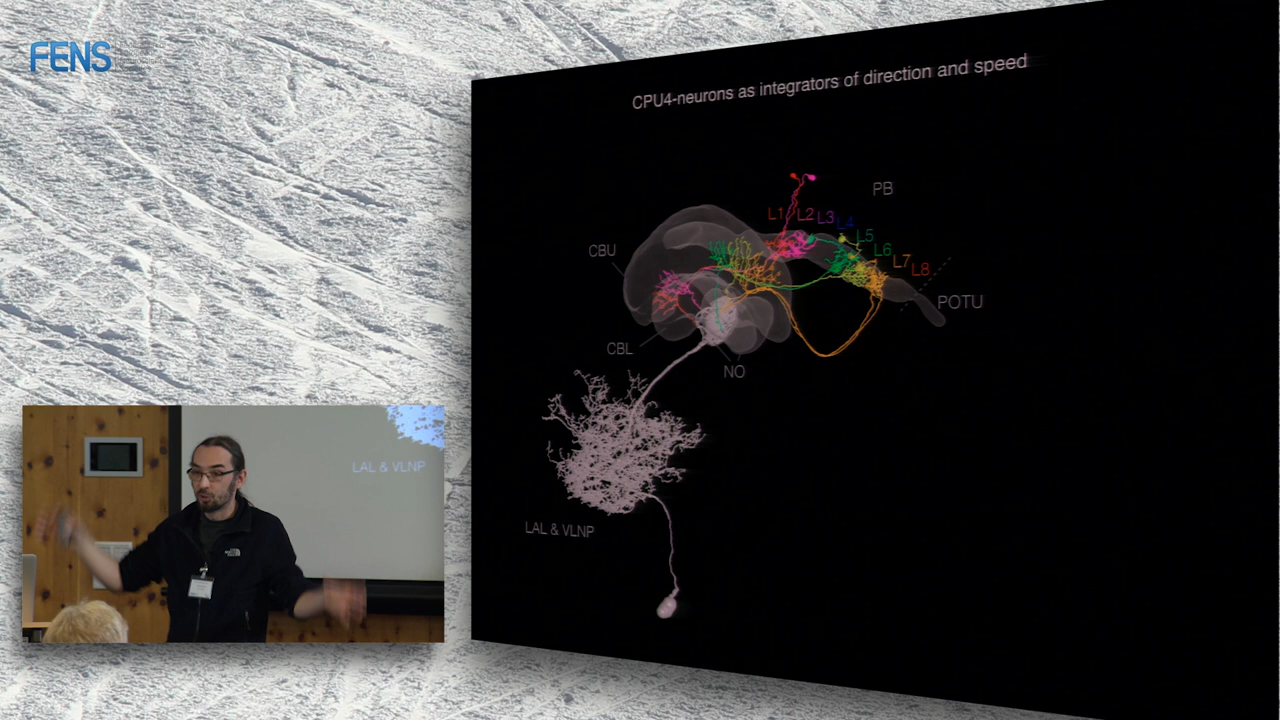 FENS
CPU4-neurons as integrators of direction and speed
PB
L1 L2 L3 L4
L5
L6
L7
L8
CBU
POTU
CBL
NO
LAL & VLNP
LAL & VLNP